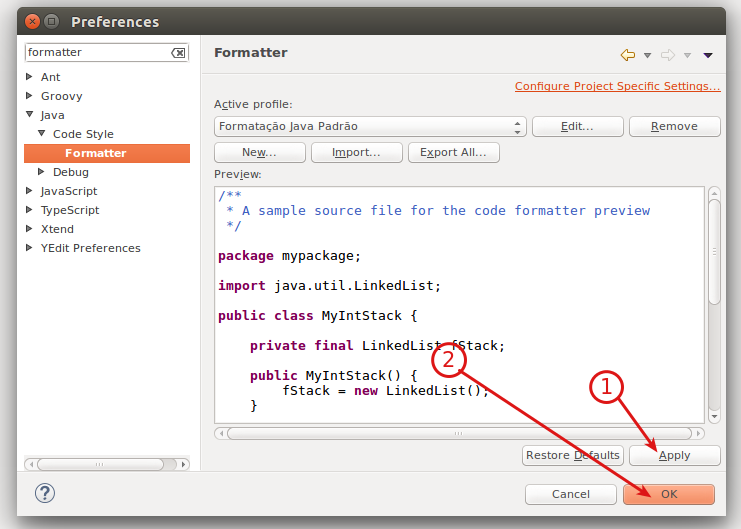 Preferences
formatter
Ant
Groovy
Java
Code Style
Formatter
Debug
JavaScript
TypeScript
Xtend
YEdit Preferences
Formatter
Configure Project Specific Settings...
Active profile:
Formatação Java Padrão
Edit...
Remove
New...
Import...
Export All...
Preview:
/**
 * A sample source file for the code formatter preview
 */
package mypackage;
import java.util.LinkedList;
public class MyIntStack {
private final LinkedList fStack;
public MyIntStack() {
fStack = new LinkedList();
}
2
1
Restore Defaults
Apply
?
Cancel
OK